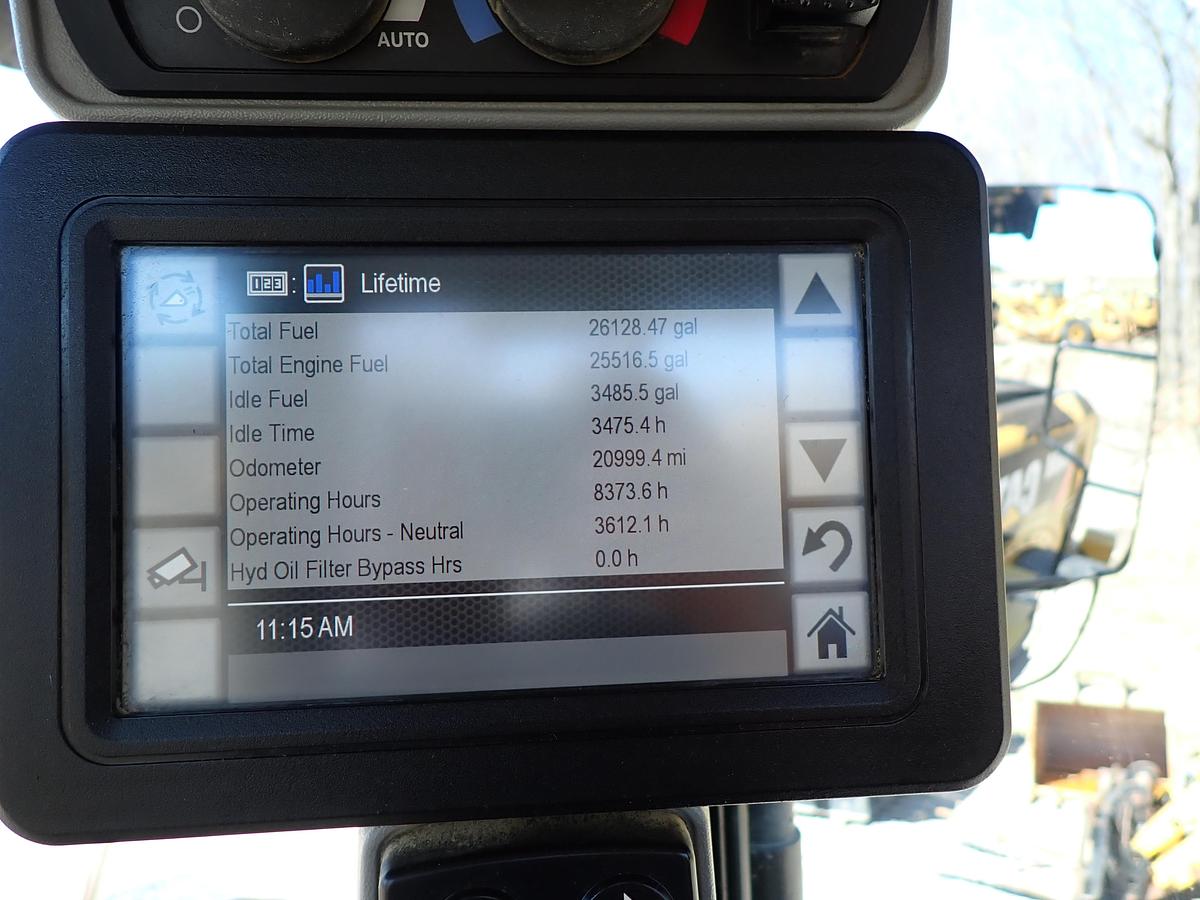 AUTO
123 : Lifetime
Total Fuel 26128.47 gal
Total Engine Fuel 25516.5 gal
Idle Fuel 3485.5 gal
Idle Time 3475.4 h
Odometer 20999.4 mi
Operating Hours 8373.6 h
Operating Hours - Neutral 3612.1 h
Hyd Oil Filter Bypass Hrs 0.0 h
11:15 AM